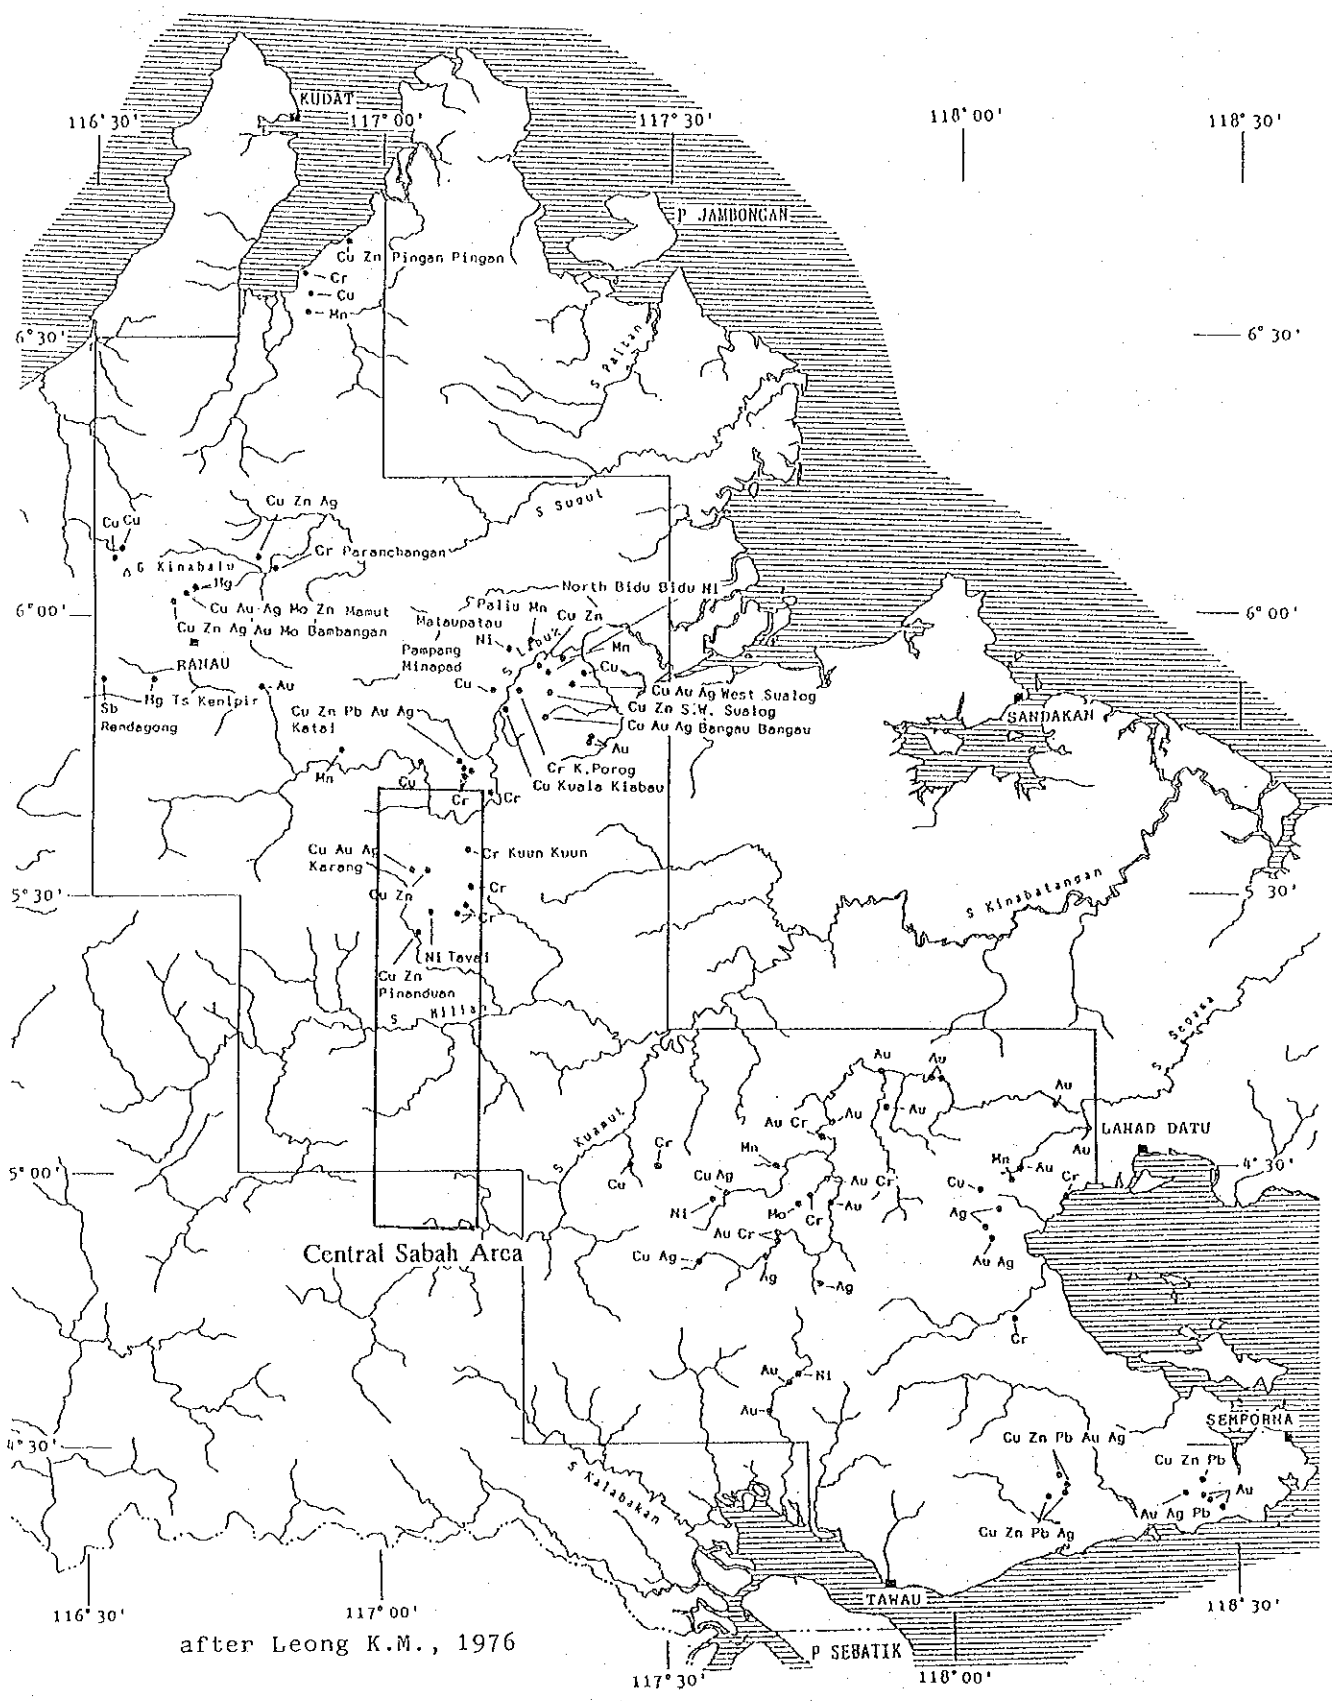 KUDAT
116°30'
117°00'
117°30'
118°00'
118°30'
P JAMBONGAN
Cu Zn Pingan Pingan
Cr
Cu
Mn
6°30'
6°30'
S Paitan
S Sugut
Cu Zn Ag
Cu Cu
Cr Paranchangan
G Kinabalu
Hg
North Bidu Bidu Ni
Cu Au Ag Mo Zn Mamut
6°00'
6°00'
Paliu Mn
Mataupatau
Cu Zn
Cu Zn Ag Au Mo Bambangan
Ni
S Labuk
Mn
Pampang
Minapad
RANAU
Cu
Cu
Au
Cu Au Ag West Sualog
Hg Ts Kenipir
Sb
Rendagong
Cu Zn S.W. Sualog
Cu Zn Pb Au Ag
Katai
Cu Au Ag Bangau Bangau
SANDAKAN
Au
Mn
Cr K.Porog
Cu
Cr
Cu Kuala Kiabau
Cr
Cu Au Ag
Karang
Cr Kuun Kuun
Cu Zn
Cr
5°30'
5 30'
S Kinabatangan
Cr
Ni Tavai
Cu Zn
Pinanduan
S Milian
S Segama
Au
Au
Au
S Kuamut
Au
Au
Au Cr
LAHAD DATU
Au
Mn
Cr
Mn
Au
5°00'
4°30'
Cu
Cu Ag
Au Cr
Cu
Cr
Ni
Mo
Cr
Au
Ag
Au Cr
Central Sabah Area
Cu Ag
Ag
Ag
Au Ag
Cr
Au
Ni
Au
SEMPORNA
4°30'
Cu Zn Pb Au Ag
Cu Zn Pb
S Kalabakan
Au
Au Ag Pb
Cu Zn Pb Ag
TAWAU
116°30'
117°00'
118°30'
after Leong K.M., 1976
P SEBATIK
117°30'
118°00'